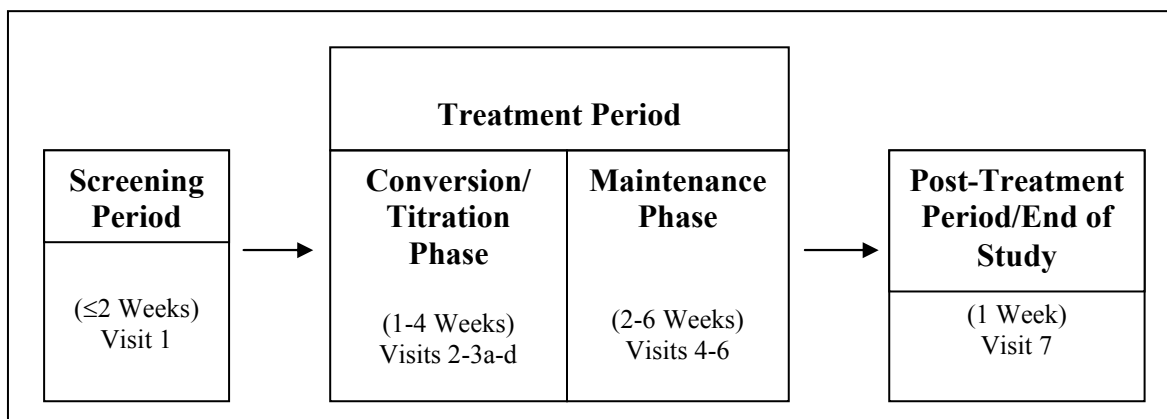 Treatment Period
Screening
Period
(≤2 Weeks)
Visit 1
Conversion/
Titration
Phase
(1-4 Weeks)
Visits 2-3a-d
Maintenance
Phase
(2-6 Weeks)
Visits 4-6
Post-Treatment
Period/End of
Study
(1 Week)
Visit 7